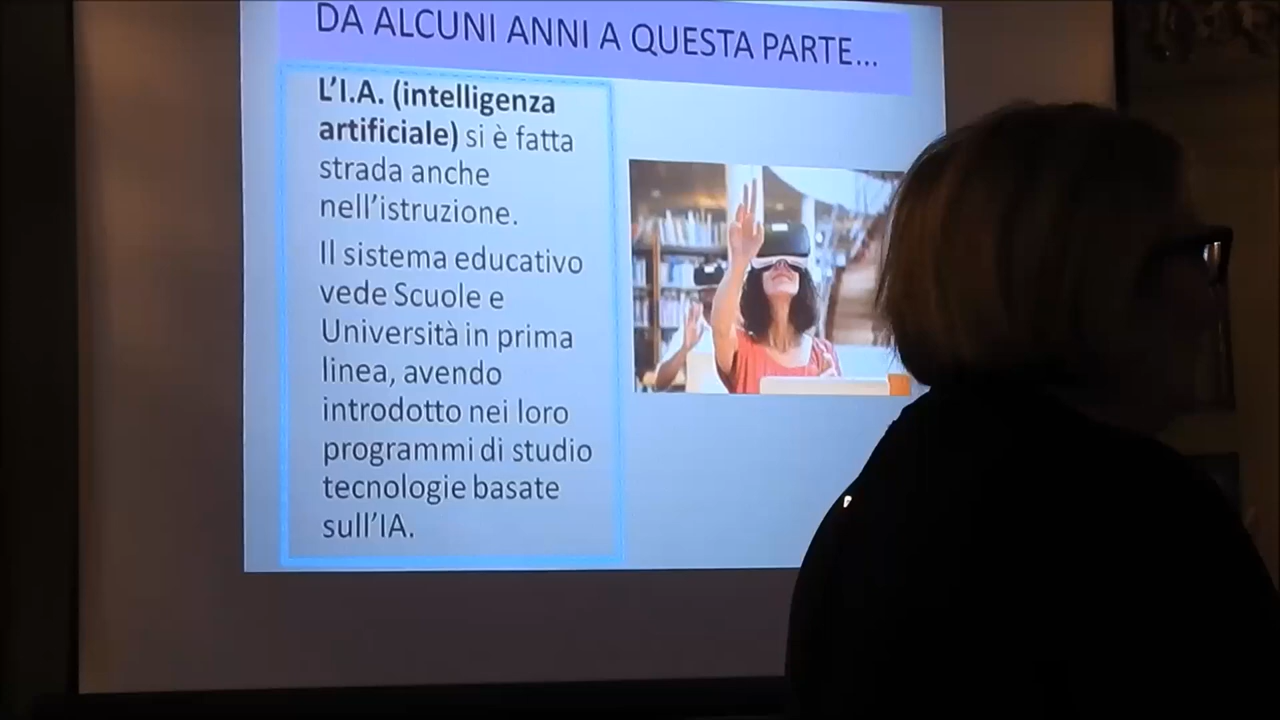 DA ALCUNI ANNI A QUESTA PARTE...
L'I.A. (intelligenza
artificiale) si è fatta
strada anche
nell'istruzione.
Il sistema educativo
vede Scuole e
Università in prima
linea, avendo
introdotto nei loro
programmi di studio
tecnologie basate
sull'IA.